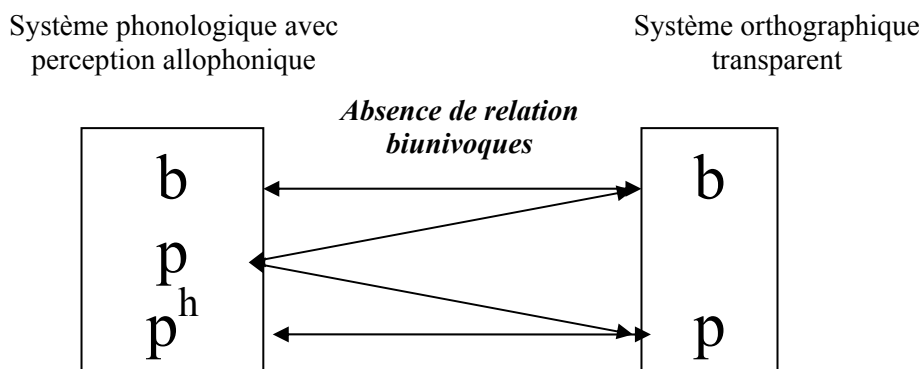 Système phonologique avec
perception allophonique
Système orthographique
transparent
Absence de relation
biunivoques
b
p
pʰ
b
p